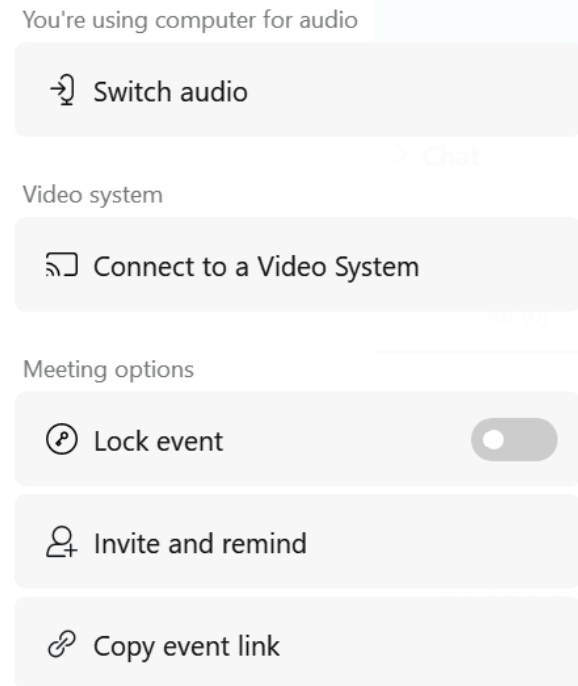 You're using computer for audio
Switch audio
Chat
Video system
Connect to a Video System
Meeting options
Lock event
Invite and remind
Copy event link